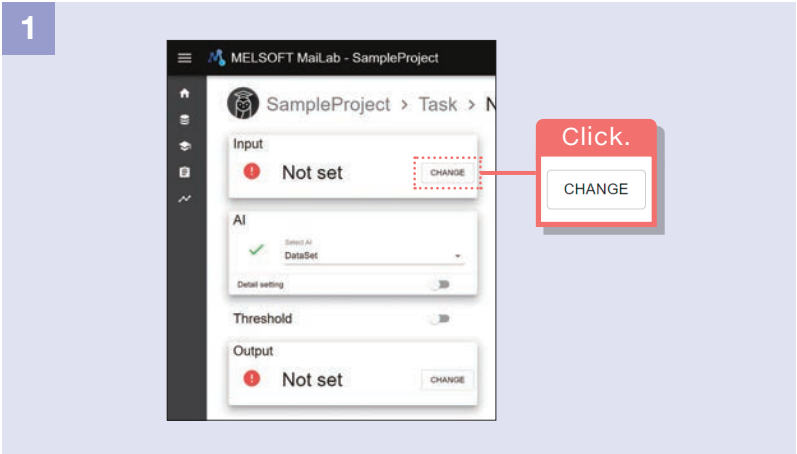 1
MELSOFT MaiLab - SampleProject
SampleProject > Task > N
Input
Not set
CHANGE
Click.
CHANGE
AI
Select AI
DataSet
Detail setting
Threshold
Output
Not set
CHANGE